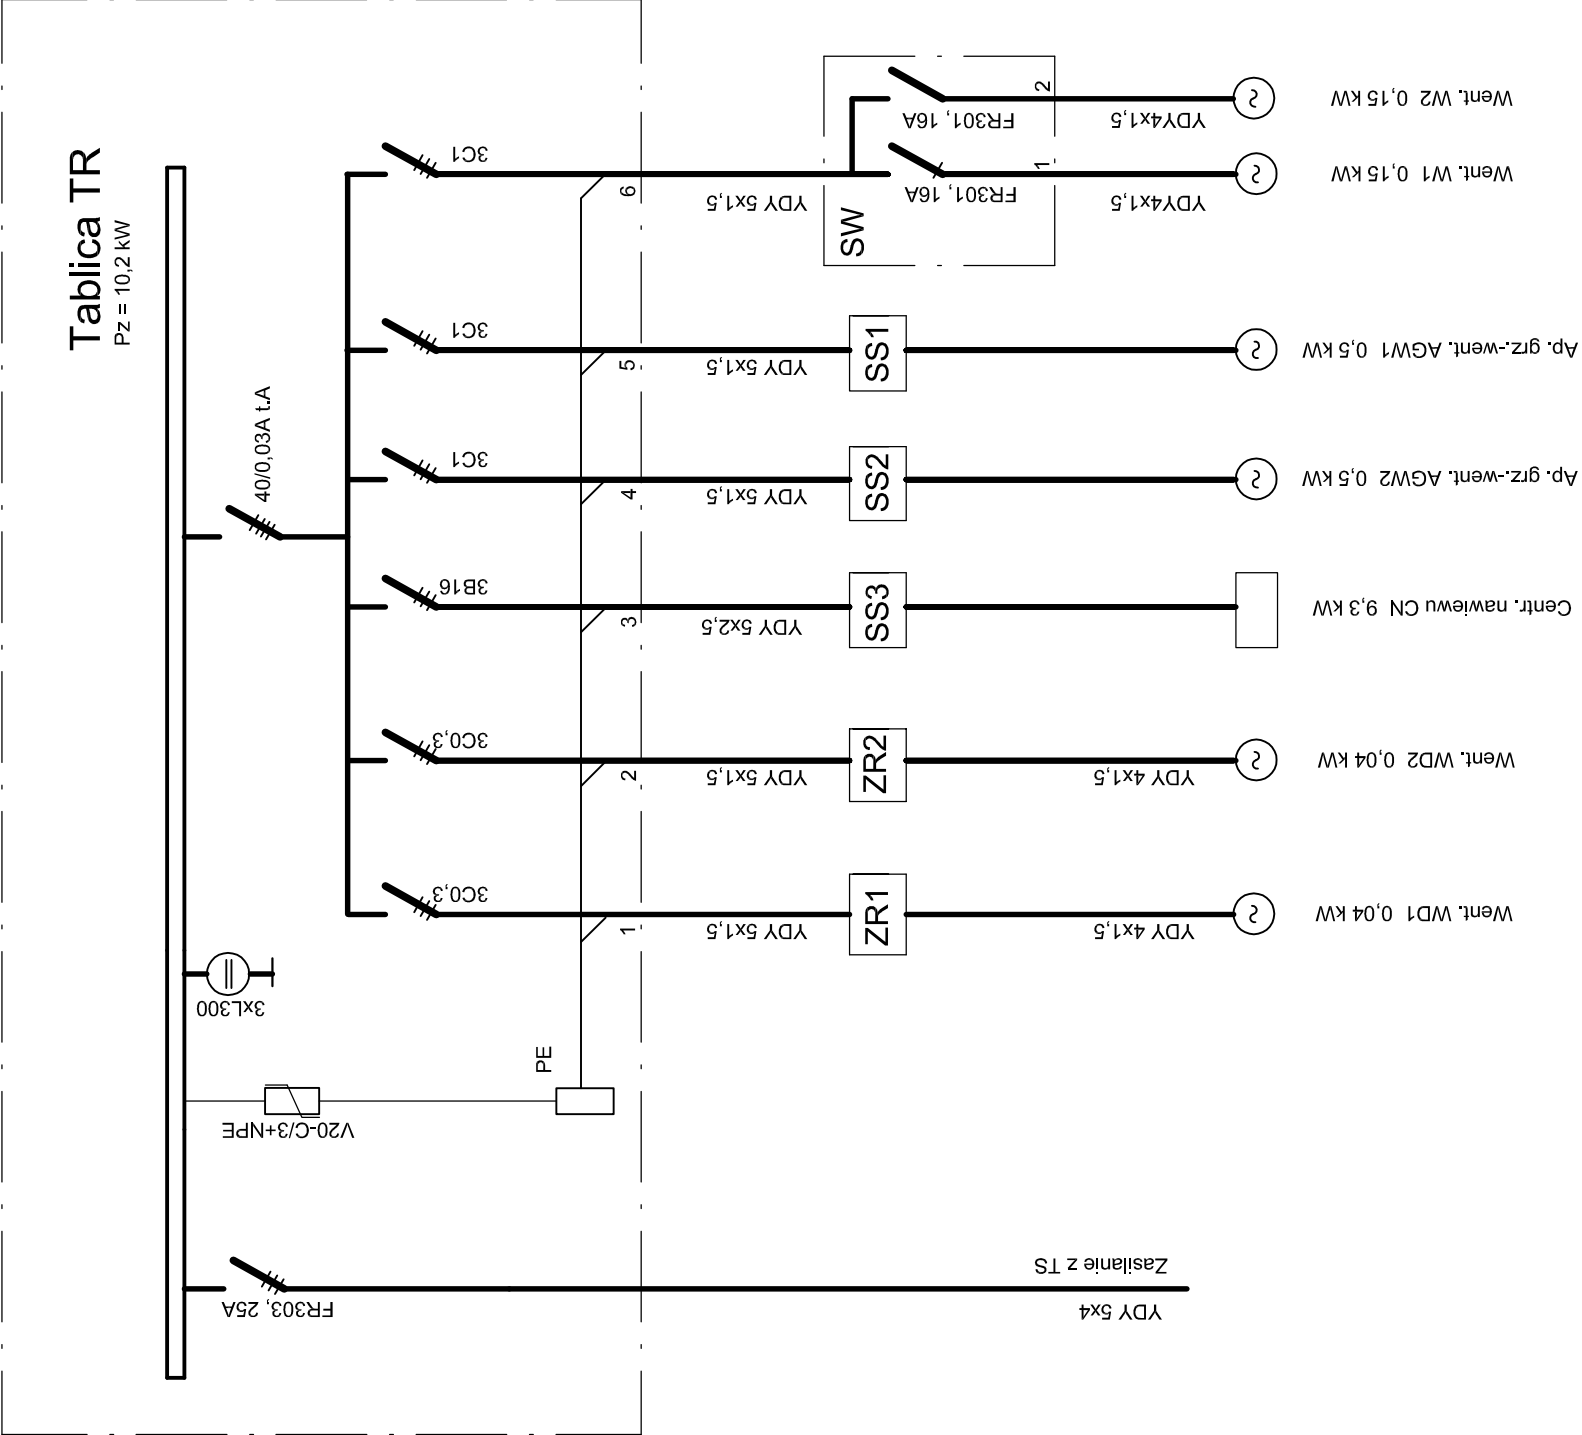 Tablica TR
Pz = 10,2 kW
3C1
YDY 5x1,5
6
SW
FR301, 16A
2
YDY4x1,5
Went. W2 0,15 kW
FR301, 16A
1
YDY4x1,5
Went. W1 0,15 kW
40/0,03A t.A
3C1
5
YDY 5x1,5
SS1
Ap. grz.-went. AGW1 0,5 kW
3C1
4
YDY 5x1,5
SS2
Ap. grz.-went. AGW2 0,5 kW
3B16
3
YDY 5x2,5
SS3
Centr. nawiewu CN 9,3 kW
3C0,3
2
YDY 5x1,5
ZR2
YDY 4x1,5
Went. WD2 0,04 kW
3C0,3
1
YDY 5x1,5
ZR1
YDY 4x1,5
Went. WD1 0,04 kW
3xL300
PE
V20-C/3+NPE
FR303, 25A
Zasilanie z TS
YDY 5x4